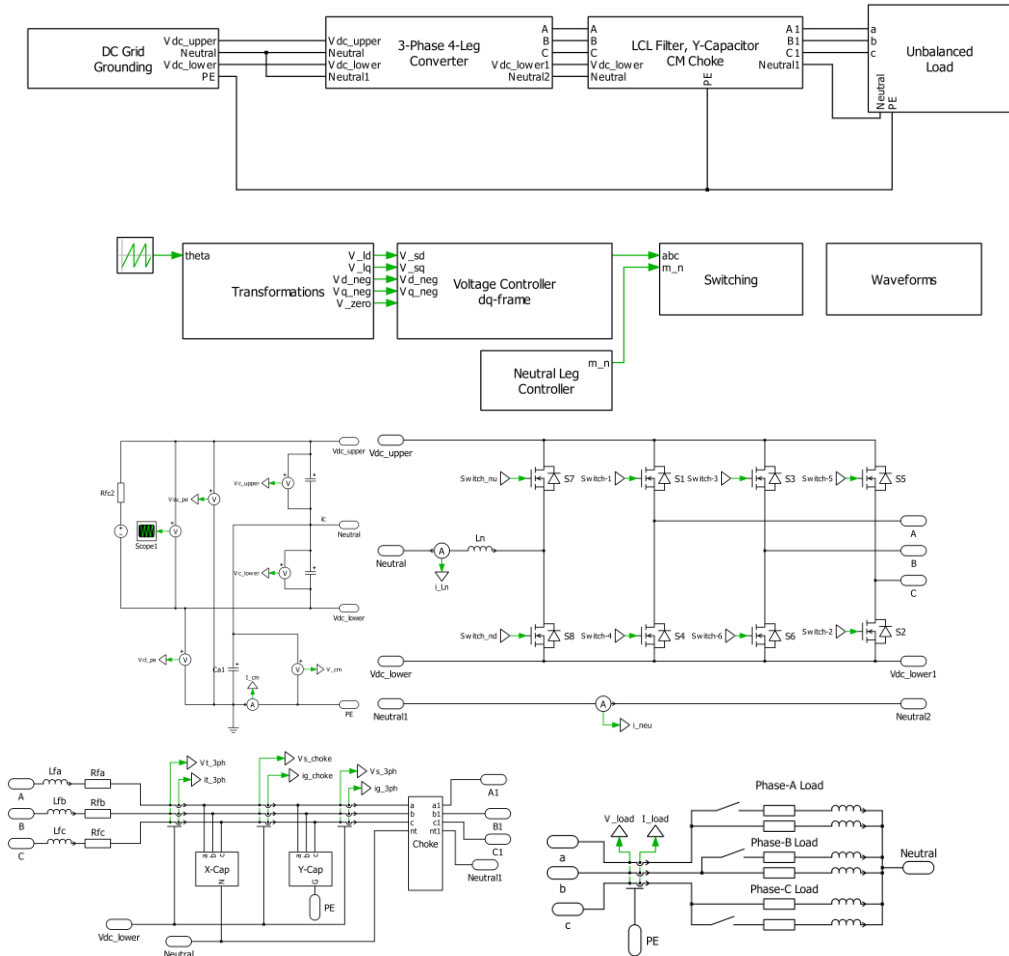 DC Grid
Grounding
Vdc_upper
Neutral
Vdc_lower
PE
Vdc_upper
Neutral
Vdc_lower
Neutral1
3-Phase 4-Leg
Converter
A
B
C
Vdc_lower1
Neutral2
A
B
C
Vdc_lower
Neutral
LCL Filter, Y-Capacitor
CM Choke
PE
A1
B1
C1
Neutral1
a
b
c
Unbalanced
Load
Neutral
PE
theta
Transformations
V_ld
V_lq
Vd_neg
Vq_neg
V_zero
V_sd
V_sq
Vd_neg
Vq_neg
Voltage Controller
dq-frame
abc
m_n
Switching
Waveforms
m_n
Neutral Leg
Controller
Rfc2
Scope1
Vc_upper
Vdc_upper
ic
Neutral
Vc_lower
Vdc_lower
Vd_pe
Ca1
I_cm
V_cm
PE
Vdc_upper
Switch_nu
S7
Switch-1
S1
Switch-3
S3
Switch-5
S5
Neutral
i_Ln
Ln
A
B
C
Switch_nd
S8
Switch-4
S4
Switch-6
S6
Switch-2
S2
Vdc_lower
Vdc_lower1
Neutral1
A
i_neu
Neutral2
A
Lfa
Rfa
B
Lfb
Rfb
C
Lfc
Rfc
Vt_3ph
it_3ph
Vs_choke
ig_choke
Vs_3ph
ig_3ph
a b c
X-Cap
N
a b c
Y-Cap
G
PE
a
b
c
nt
a1
b1
c1
nt1
Choke
A1
B1
C1
Neutral1
Vdc_lower
Neutral
V_load
I_load
a
b
c
PE
Phase-A Load
Phase-B Load
Phase-C Load
Neutral